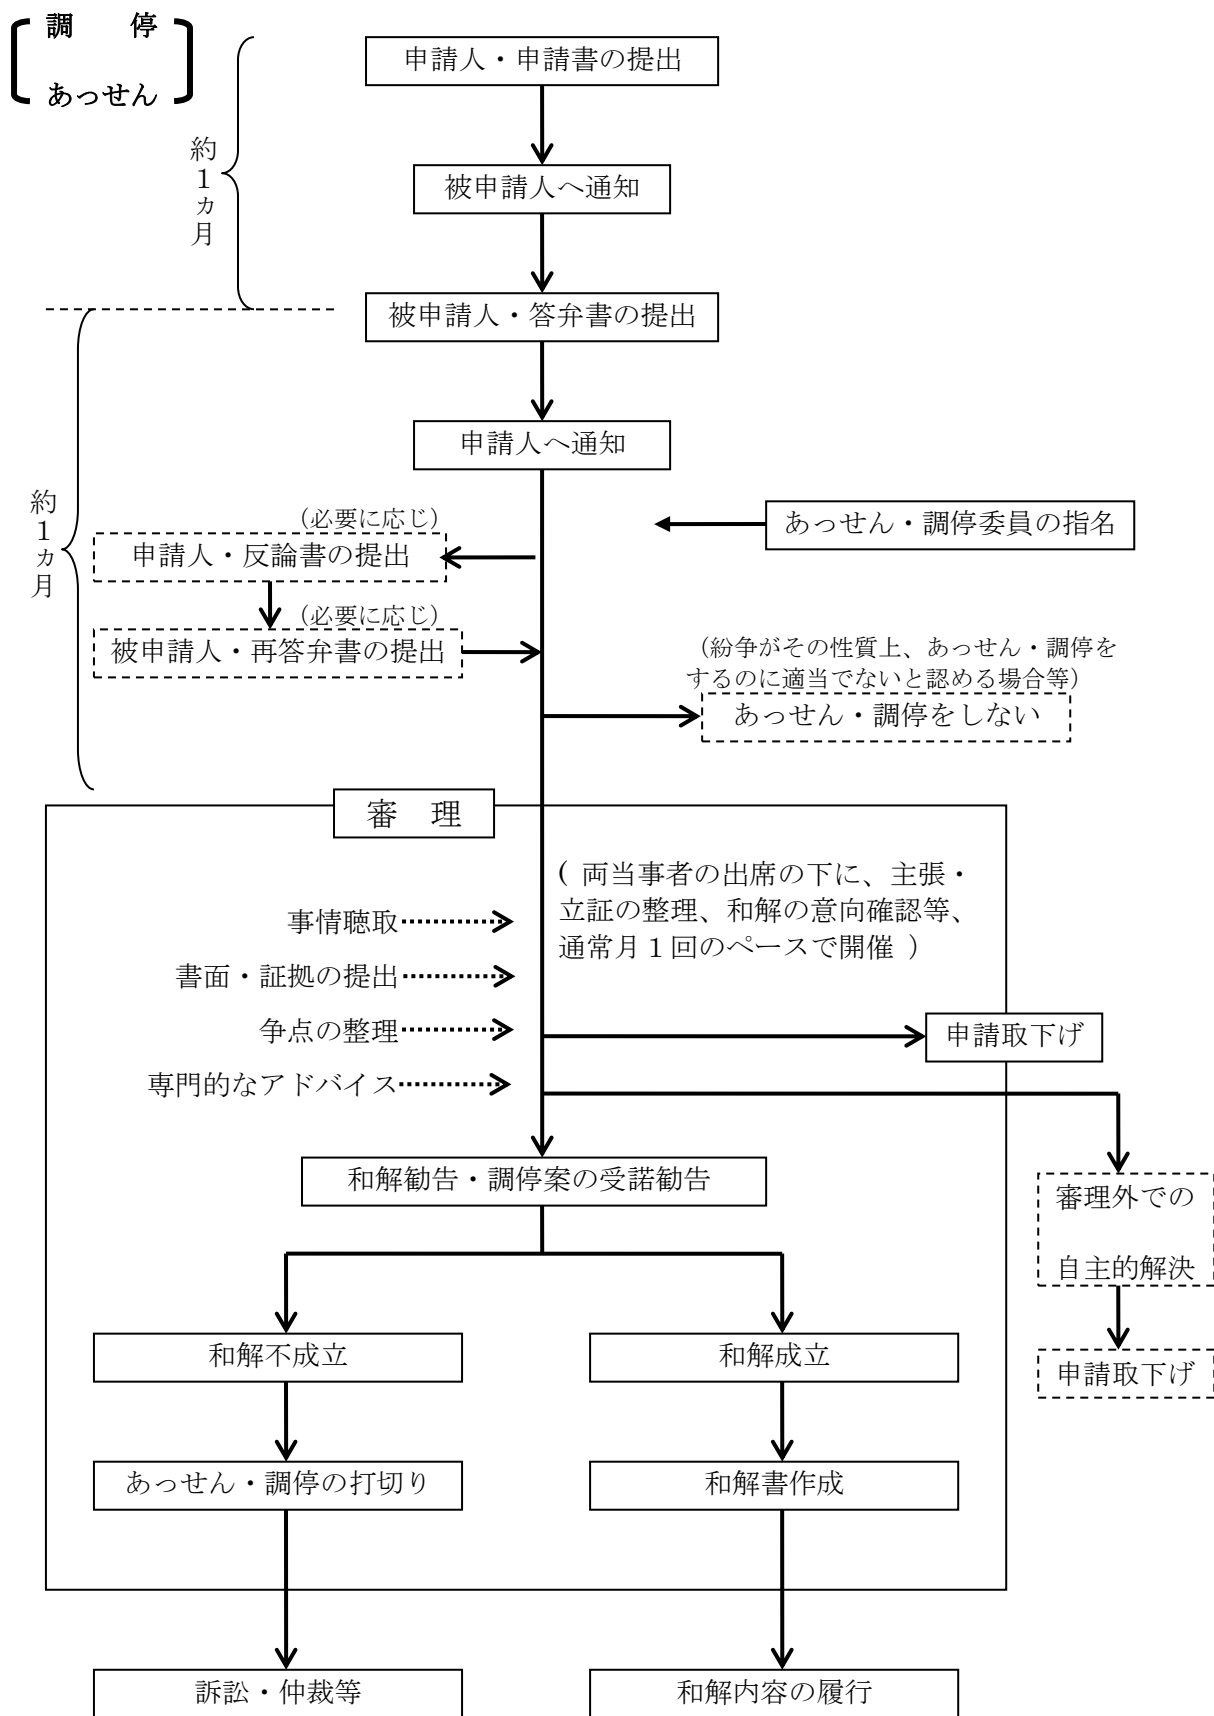 調　停
あっせん
申請人・申請書の提出
約１ヵ月
被申請人へ通知
被申請人・答弁書の提出
申請人へ通知
約１ヵ月
あっせん・調停委員の指名
（必要に応じ）
申請人・反論書の提出
（必要に応じ）
被申請人・再答弁書の提出
（紛争がその性質上、あっせん・調停を
するのに適当でないと認める場合等）
あっせん・調停をしない
審　理
（ 両当事者の出席の下に、主張・
立証の整理、和解の意向確認等、
通常月１回のペースで開催 ）
事情聴取
書面・証拠の提出
争点の整理
専門的なアドバイス
申請取下げ
和解勧告・調停案の受諾勧告
審理外での
自主的解決
申請取下げ
和解不成立
和解成立
あっせん・調停の打切り
和解書作成
訴訟・仲裁等
和解内容の履行